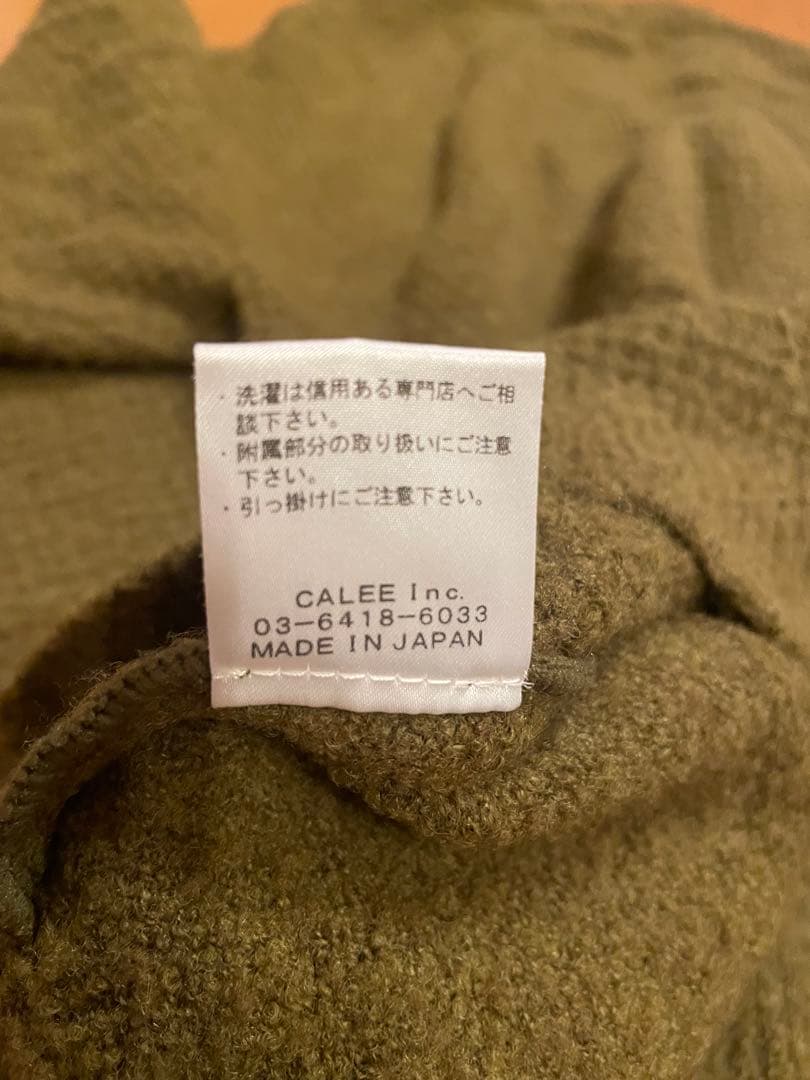 ・洗濯は信用ある専門店へご相
談下さい。
・附属部分の取り扱いにご注意
下さい。
・引っ掛けにご注意下さい。
CALEE Inc.
03-6418-6033
MADE IN JAPAN